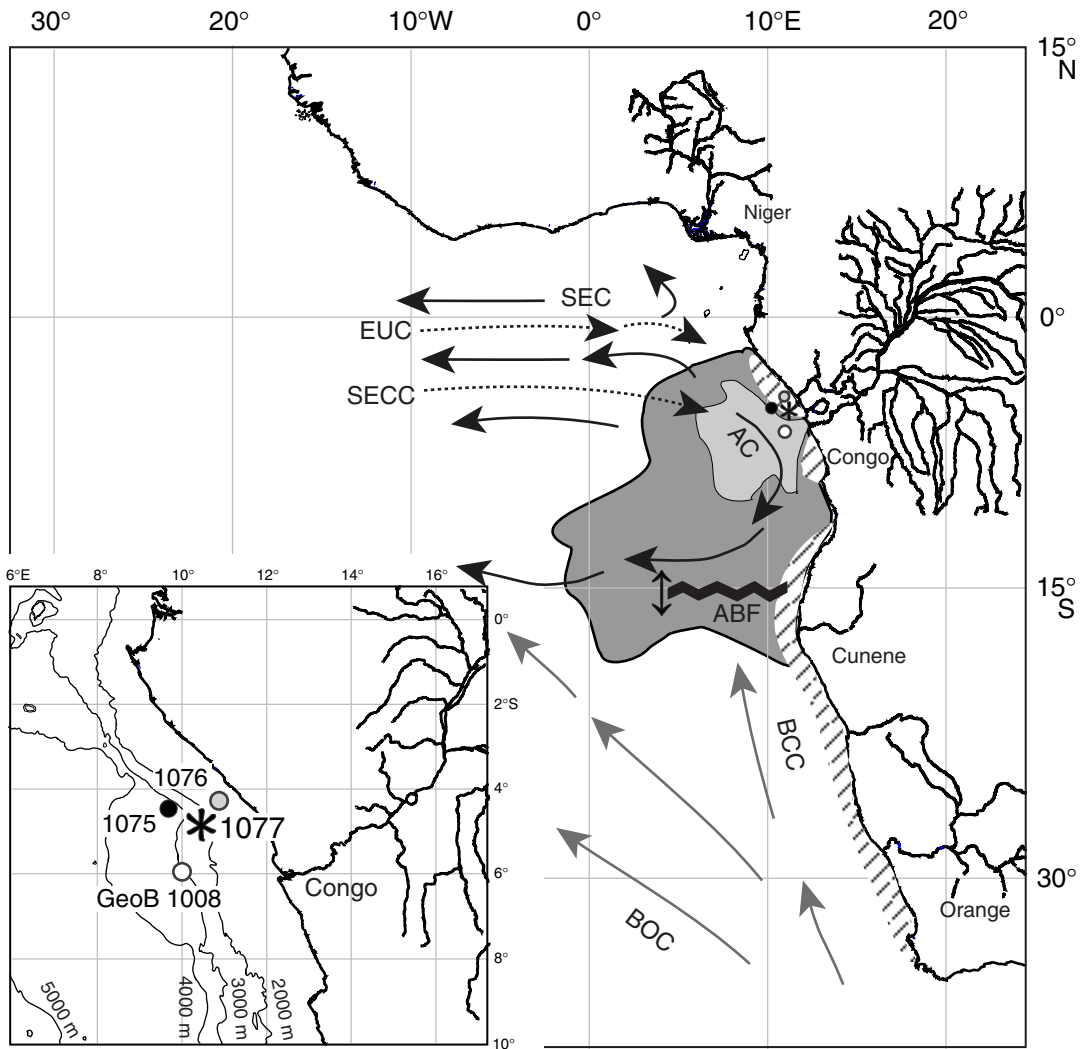 30°
20°
10°W
0°
10°E
20°
15°
N
Niger
SEC
0°
EUC
SECC
AC
Congo
15°
S
ABF
Cunene
BCC
30°
BOC
Orange
6°E
8°
10°
12°
14°
16°
0°
2°S
4°
1076
1075
1077
6°
Congo
GeoB 1008
8°
5000 m
4000 m
3000 m
2000 m
10°